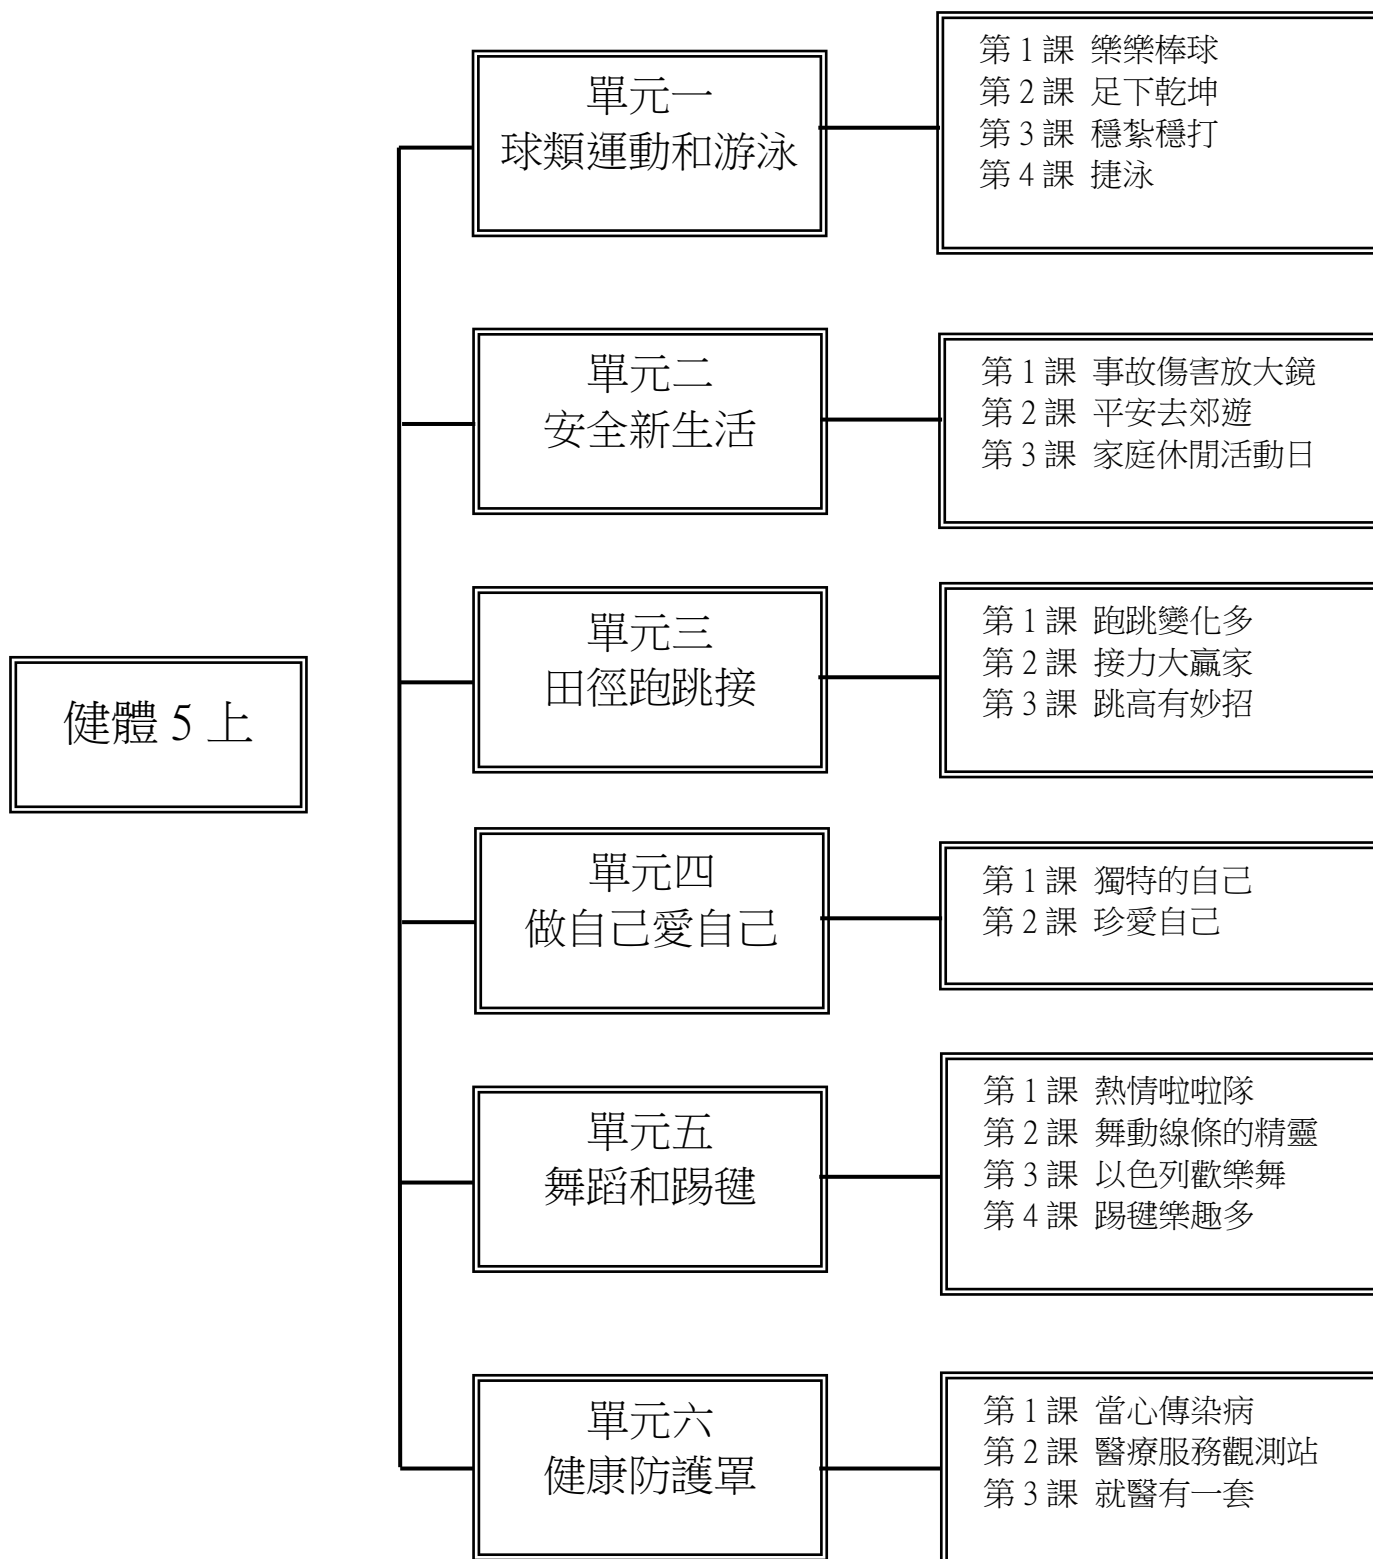 健體 5 上
單元一
球類運動和游泳
第 1 課 樂樂棒球
第 2 課 足下乾坤
第 3 課 穩紮穩打
第 4 課 捷泳
單元二
安全新生活
第 1 課 事故傷害放大鏡
第 2 課 平安去郊遊
第 3 課 家庭休閒活動日
單元三
田徑跑跳接
第 1 課 跑跳變化多
第 2 課 接力大贏家
第 3 課 跳高有妙招
單元四
做自己愛自己
第 1 課 獨特的自己
第 2 課 珍愛自己
單元五
舞蹈和踢毽
第 1 課 熱情啦啦隊
第 2 課 舞動線條的精靈
第 3 課 以色列歡樂舞
第 4 課 踢毽樂趣多
單元六
健康防護罩
第 1 課 當心傳染病
第 2 課 醫療服務觀測站
第 3 課 就醫有一套